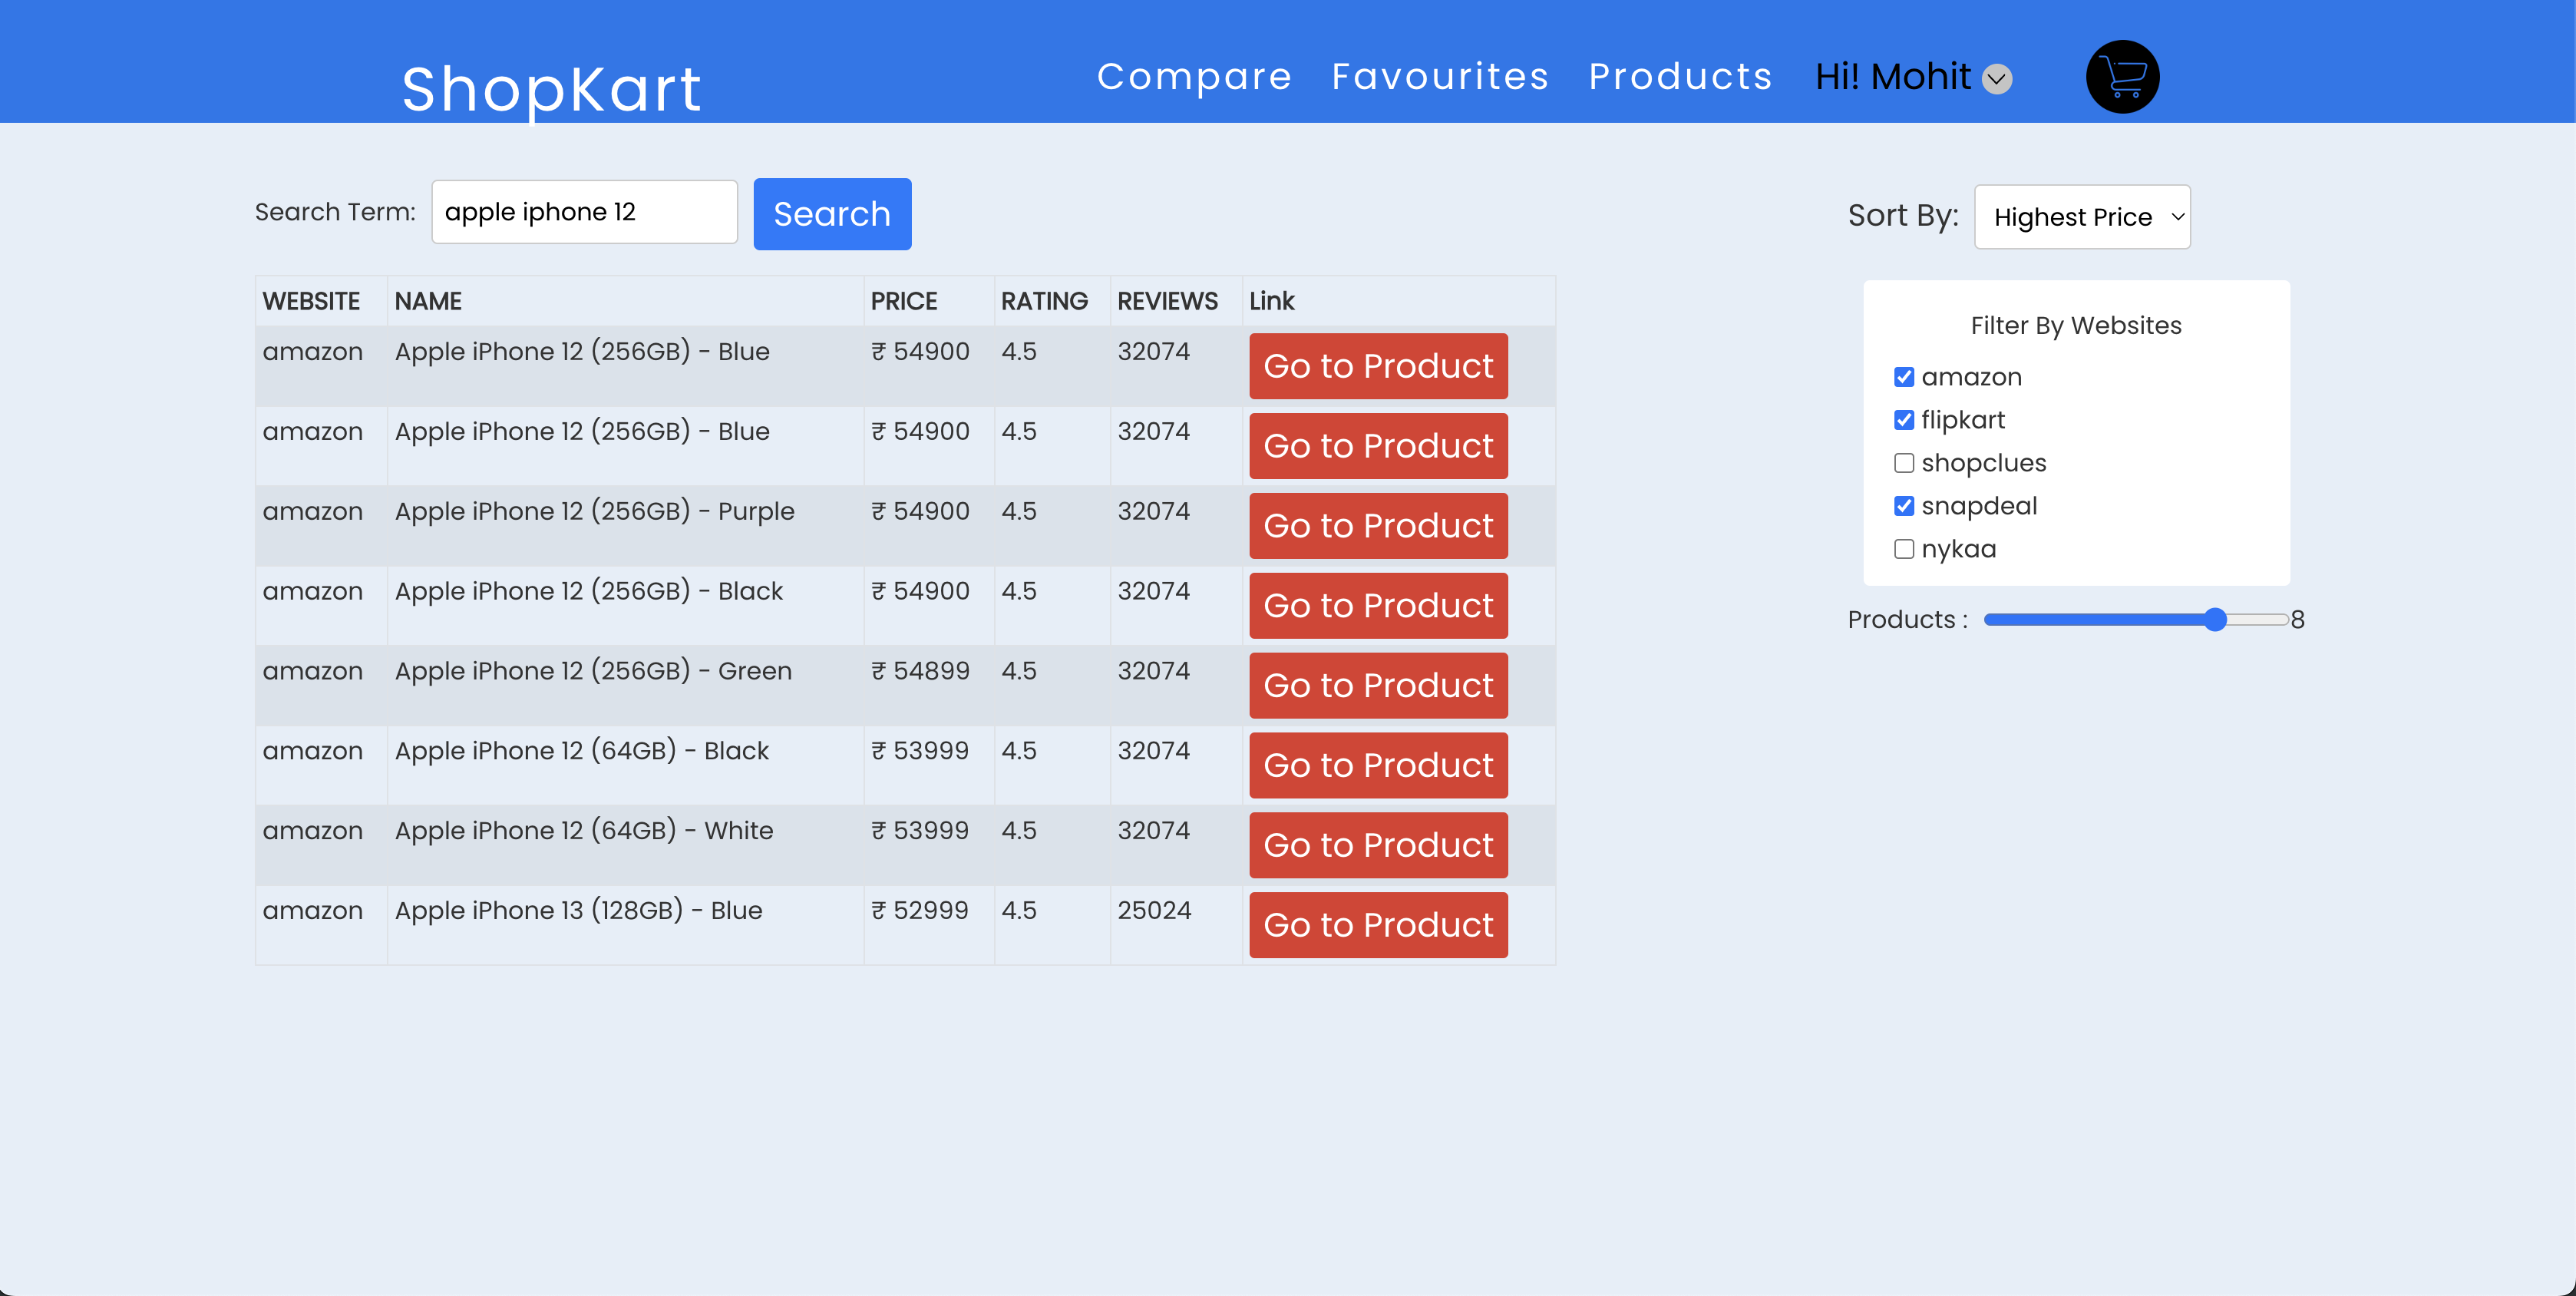 ShopKart
Compare Favourites Products Hi! Mohit
Search Term: apple iphone 12 Search
Sort By: Highest Price
WEBSITE NAME PRICE RATING REVIEWS Link
amazon Apple iPhone 12 (256GB) - Blue ₹ 54900 4.5 32074 Go to Product
amazon Apple iPhone 12 (256GB) - Blue ₹ 54900 4.5 32074 Go to Product
amazon Apple iPhone 12 (256GB) - Purple ₹ 54900 4.5 32074 Go to Product
amazon Apple iPhone 12 (256GB) - Black ₹ 54900 4.5 32074 Go to Product
amazon Apple iPhone 12 (256GB) - Green ₹ 54899 4.5 32074 Go to Product
amazon Apple iPhone 12 (64GB) - Black ₹ 53999 4.5 32074 Go to Product
amazon Apple iPhone 12 (64GB) - White ₹ 53999 4.5 32074 Go to Product
amazon Apple iPhone 13 (128GB) - Blue ₹ 52999 4.5 25024 Go to Product
Filter By Websites
amazon
flipkart
shopclues
snapdeal
nykaa
Products : 8